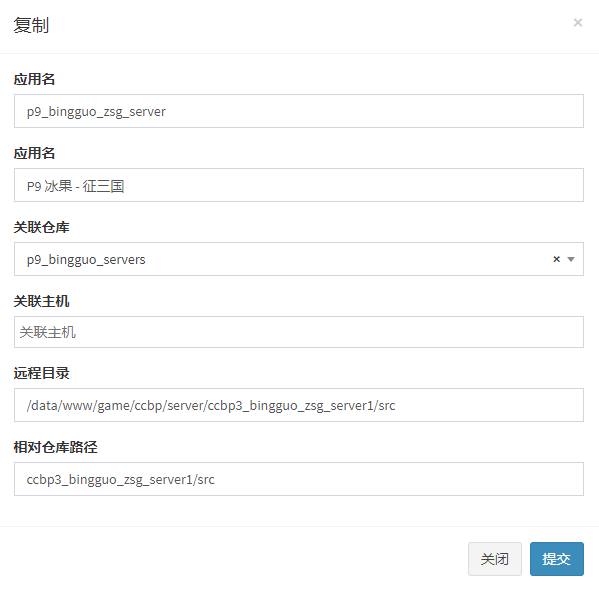 复制
×
应用名
p9_bingguo_zsg_server
应用名
P9 冰果 - 征三国
关联仓库
p9_bingguo_servers
×
关联主机
关联主机
远程目录
/data/www/game/ccbp/server/ccbp3_bingguo_zsg_server1/src
相对仓库路径
ccbp3_bingguo_zsg_server1/src
关闭
提交